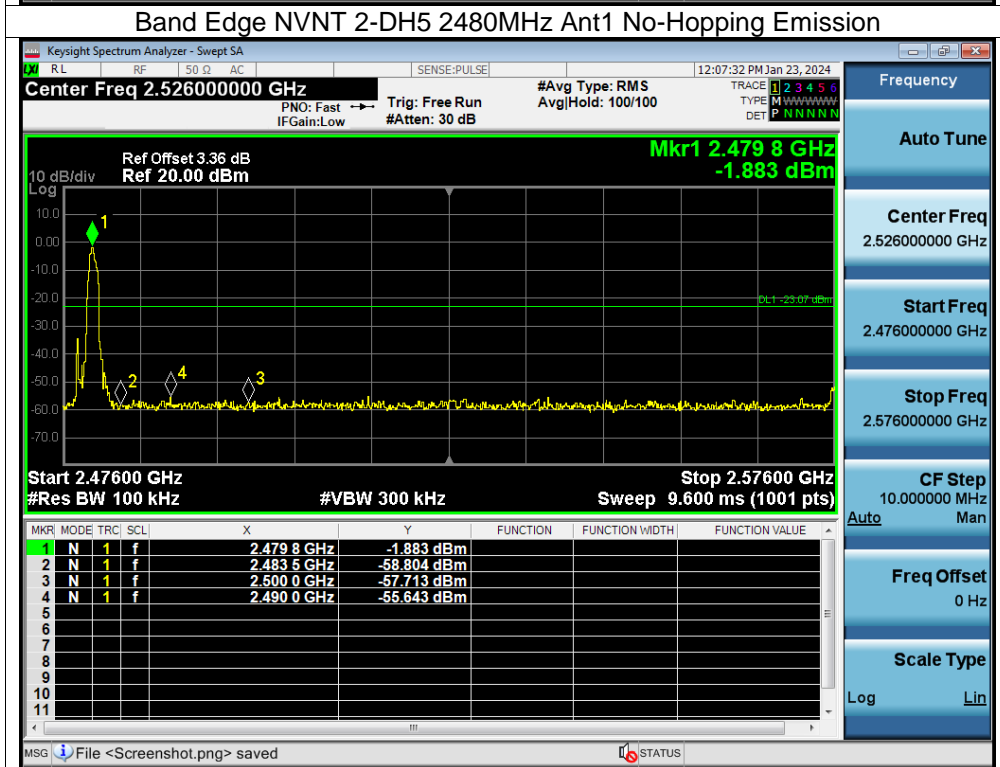 Band Edge NVNT 2-DH5 2480MHz Ant1 No-Hopping Emission
Keysight Spectrum Analyzer - Swept SA
LXI RL RF 50 Ω AC SENSE:PULSE 12:07:32 PM Jan 23, 2024
Center Freq 2.526000000 GHz #Avg Type: RMS TRACE 1 2 3 4 5 6
PNO: Fast Trig: Free Run Avg|Hold: 100/100 TYPE M WWWWW
IFGain:Low #Atten: 30 dB DET P N N N N N
Mkr1 2.479 8 GHz
-1.883 dBm
Ref Offset 3.36 dB
10 dB/div Ref 20.00 dBm
Log
10.0
0.00
-10.0
-20.0
-30.0
-40.0
-50.0
-60.0
-70.0
1
DL1 -23.07 dBm
2
4
3
Start 2.47600 GHz Stop 2.57600 GHz
#Res BW 100 kHz #VBW 300 kHz Sweep 9.600 ms (1001 pts)
MKR MODE TRC SCL X Y FUNCTION FUNCTION WIDTH FUNCTION VALUE
1 N 1 f 2.479 8 GHz -1.883 dBm
2 N 1 f 2.483 5 GHz -58.804 dBm
3 N 1 f 2.500 0 GHz -57.713 dBm
4 N 1 f 2.490 0 GHz -55.643 dBm
5
6
7
8
9
10
11
MSG File <Screenshot.png> saved STATUS
Frequency
Auto Tune
Center Freq
2.526000000 GHz
Start Freq
2.476000000 GHz
Stop Freq
2.576000000 GHz
CF Step
10.000000 MHz
Auto Man
Freq Offset
0 Hz
Scale Type
Log Lin